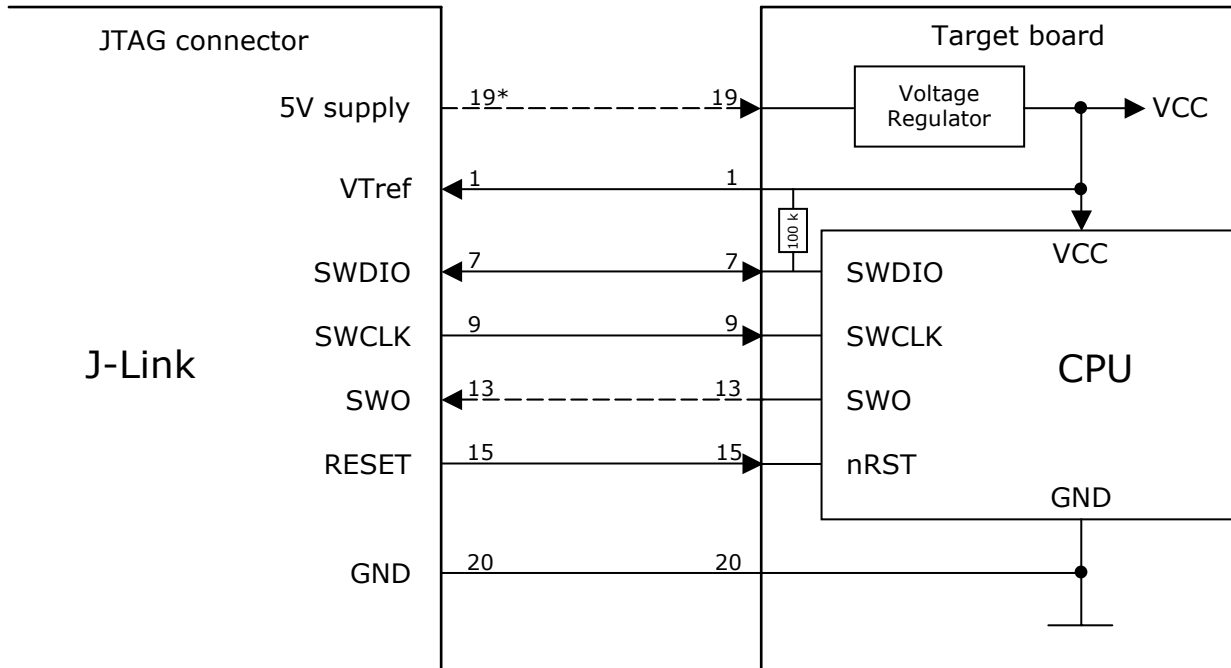 JTAG connector
Target board
5V supply
19*
19
Voltage
Regulator
VCC
VTref
1
1
100 k
VCC
SWDIO
7
7
SWDIO
SWCLK
9
9
SWCLK
J-Link
CPU
SWO
13
13
SWO
RESET
15
15
nRST
GND
GND
20
20